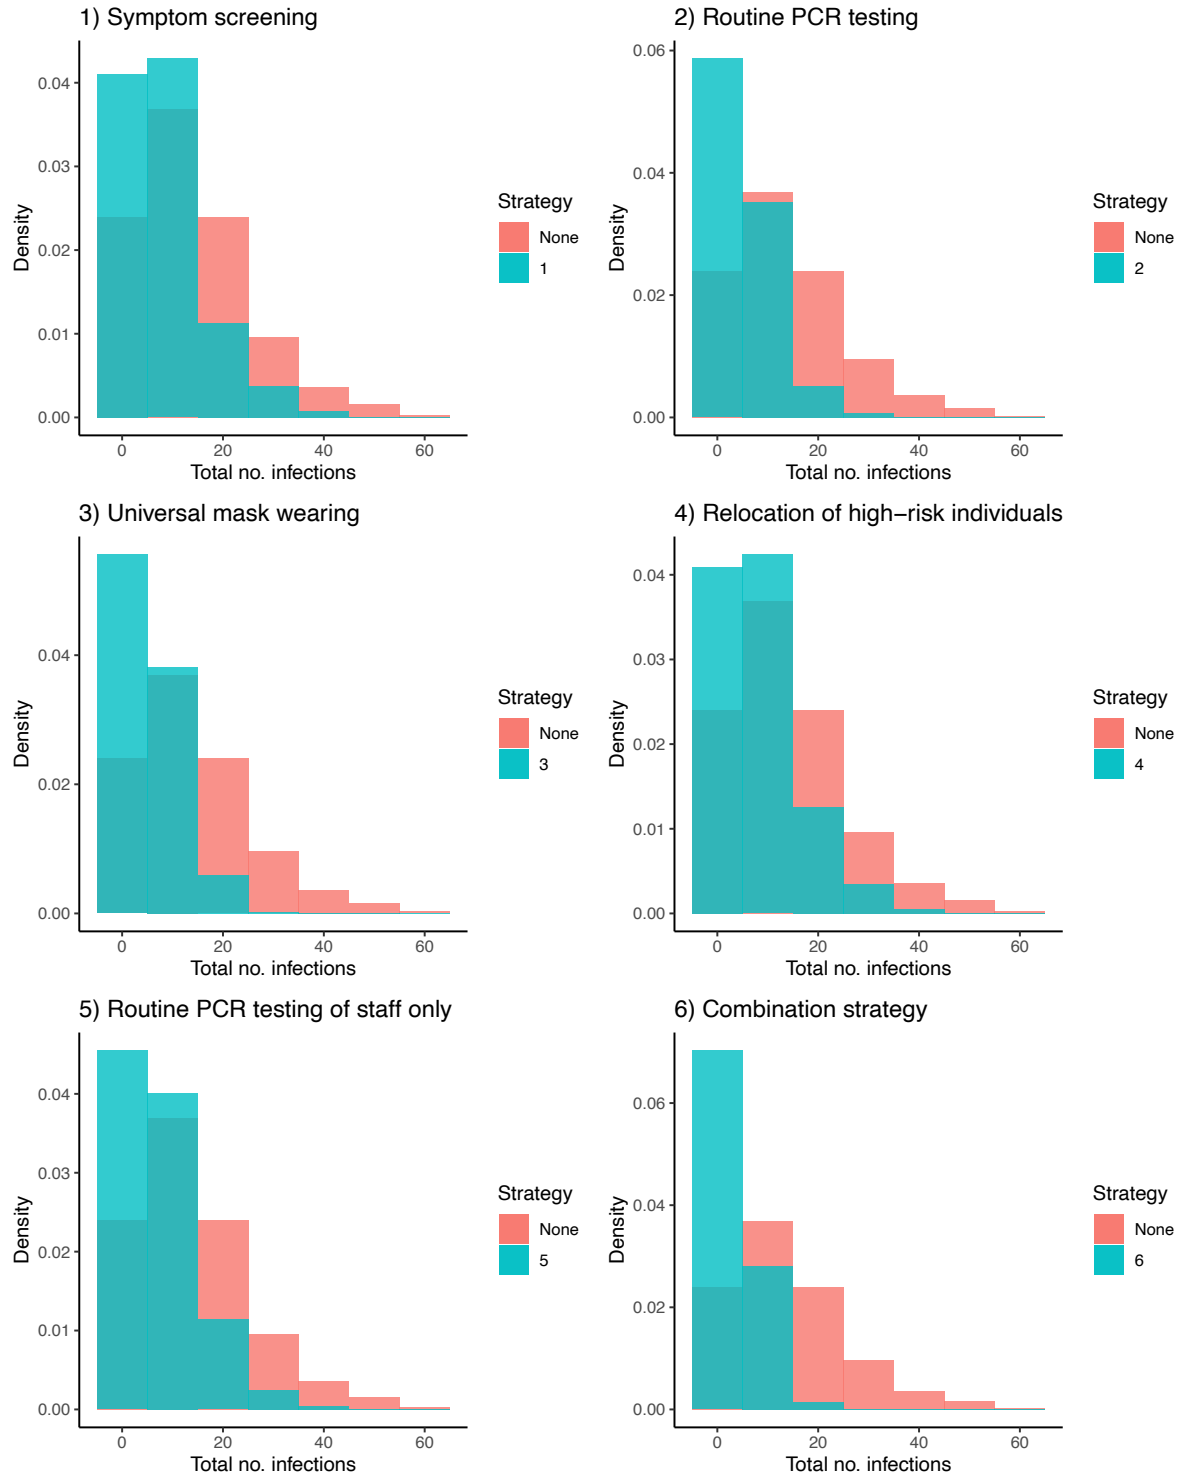 1) Symptom screening
0.04
0.03
0.02
0.01
0.00
Density
0 20 40 60
Total no. infections
Strategy
None
1
2) Routine PCR testing
0.06
0.04
0.02
0.00
Density
0 20 40 60
Total no. infections
Strategy
None
2
3) Universal mask wearing
0.04
0.02
0.00
Density
0 20 40 60
Total no. infections
Strategy
None
3
4) Relocation of high−risk individuals
0.04
0.03
0.02
0.01
0.00
Density
0 20 40 60
Total no. infections
Strategy
None
4
5) Routine PCR testing of staff only
0.04
0.03
0.02
0.01
0.00
Density
0 20 40 60
Total no. infections
Strategy
None
5
6) Combination strategy
0.06
0.04
0.02
0.00
Density
0 20 40 60
Total no. infections
Strategy
None
6